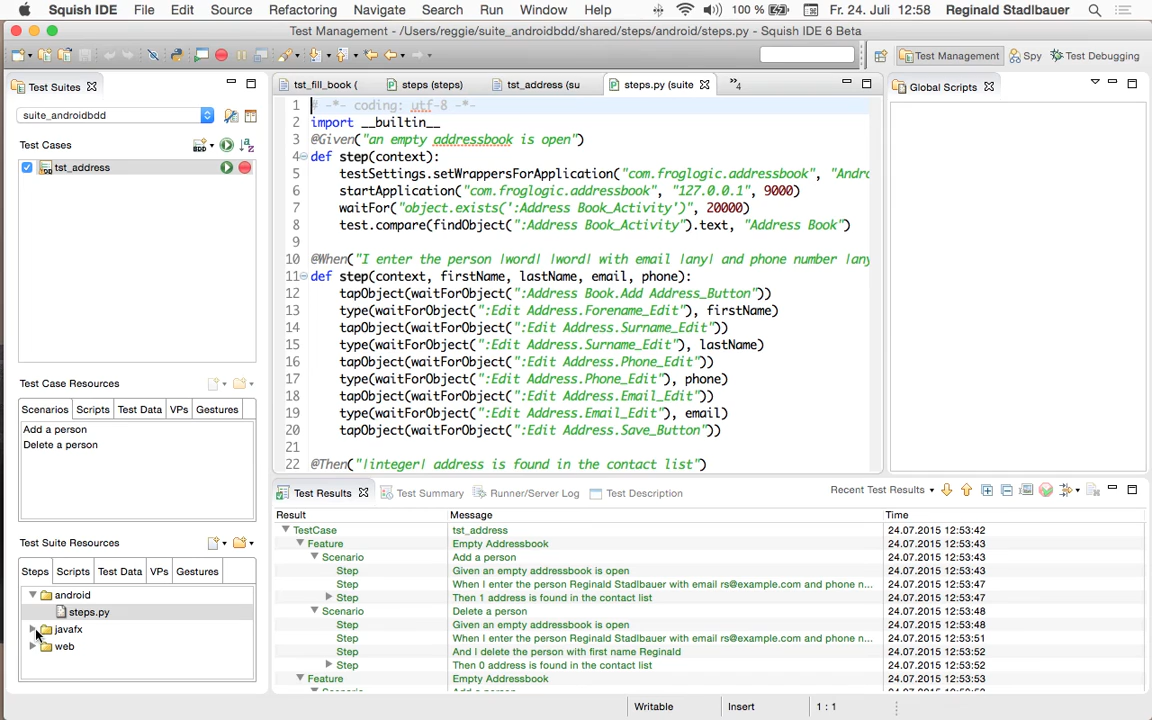 Squish IDE File Edit Source Refactoring Navigate Search Run Window Help 100 % Fr. 24. Juli 12:58 Reginald Stadlbauer
Test Management - /Users/reggie/suite_androidbdd/shared/steps/android/steps.py - Squish IDE 6 Beta
Test Management Spy Test Debugging
Test Suites
suite_androidbdd
Test Cases
tst_address
Test Case Resources
Scenarios Scripts Test Data VPs Gestures
Add a person
Delete a person
Test Suite Resources
Steps Scripts Test Data VPs Gestures
android
steps.py
javafx
web
tst_fill_book ( steps (steps) tst_address (su steps.py (suite »4
1 # -*- coding: utf-8 -*-
2 import __builtin__
3 @Given("an empty addressbook is open")
4 def step(context):
5 testSettings.setWrappersForApplication("com.froglogic.addressbook", "Andro
6 startApplication("com.froglogic.addressbook", "127.0.0.1", 9000)
7 waitFor("object.exists(':Address Book_Activity')", 20000)
8 test.compare(findObject(":Address Book_Activity").text, "Address Book")
9
10 @When("I enter the person |word| |word| with email |any| and phone number |any
11 def step(context, firstName, lastName, email, phone):
12 tapObject(waitForObject(":Address Book.Add Address_Button"))
13 type(waitForObject(":Edit Address.Forename_Edit"), firstName)
14 tapObject(waitForObject(":Edit Address.Surname_Edit"))
15 type(waitForObject(":Edit Address.Surname_Edit"), lastName)
16 tapObject(waitForObject(":Edit Address.Phone_Edit"))
17 type(waitForObject(":Edit Address.Phone_Edit"), phone)
18 tapObject(waitForObject(":Edit Address.Email_Edit"))
19 type(waitForObject(":Edit Address.Email_Edit"), email)
20 tapObject(waitForObject(":Edit Address.Save_Button"))
21
22 @Then("|integer| address is found in the contact list")
Global Scripts
Test Results Test Summary Runner/Server Log Test Description Recent Test Results
Result Message Time
TestCase tst_address 24.07.2015 12:53:42
Feature Empty Addressbook 24.07.2015 12:53:43
Scenario Add a person 24.07.2015 12:53:43
Step Given an empty addressbook is open 24.07.2015 12:53:43
Step When I enter the person Reginald Stadlbauer with email rs@example.com and phone n... 24.07.2015 12:53:47
Step Then 1 address is found in the contact list 24.07.2015 12:53:47
Scenario Delete a person 24.07.2015 12:53:48
Step Given an empty addressbook is open 24.07.2015 12:53:48
Step When I enter the person Reginald Stadlbauer with email rs@example.com and phone n... 24.07.2015 12:53:51
Step And I delete the person with first name Reginald 24.07.2015 12:53:52
Step Then 0 address is found in the contact list 24.07.2015 12:53:52
Feature Empty Addressbook 24.07.2015 12:53:53
Scenario Add a person 24.07.2015 12:53:53
Writable Insert 1 : 1